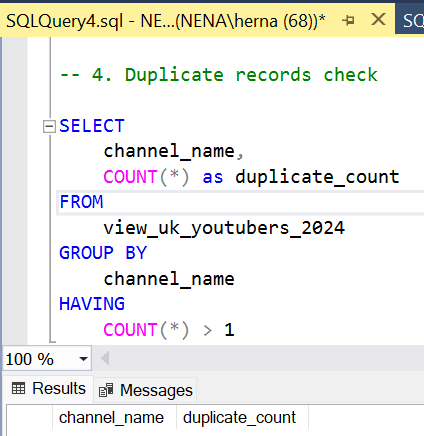 SQLQuery4.sql - NE...(NENA\herna (68))*
SQ
-- 4. Duplicate records check
SELECT
channel_name,
COUNT(*) as duplicate_count
FROM
view_uk_youtubers_2024
GROUP BY
channel_name
HAVING
COUNT(*) > 1
100 %
Results Messages
channel_name duplicate_count